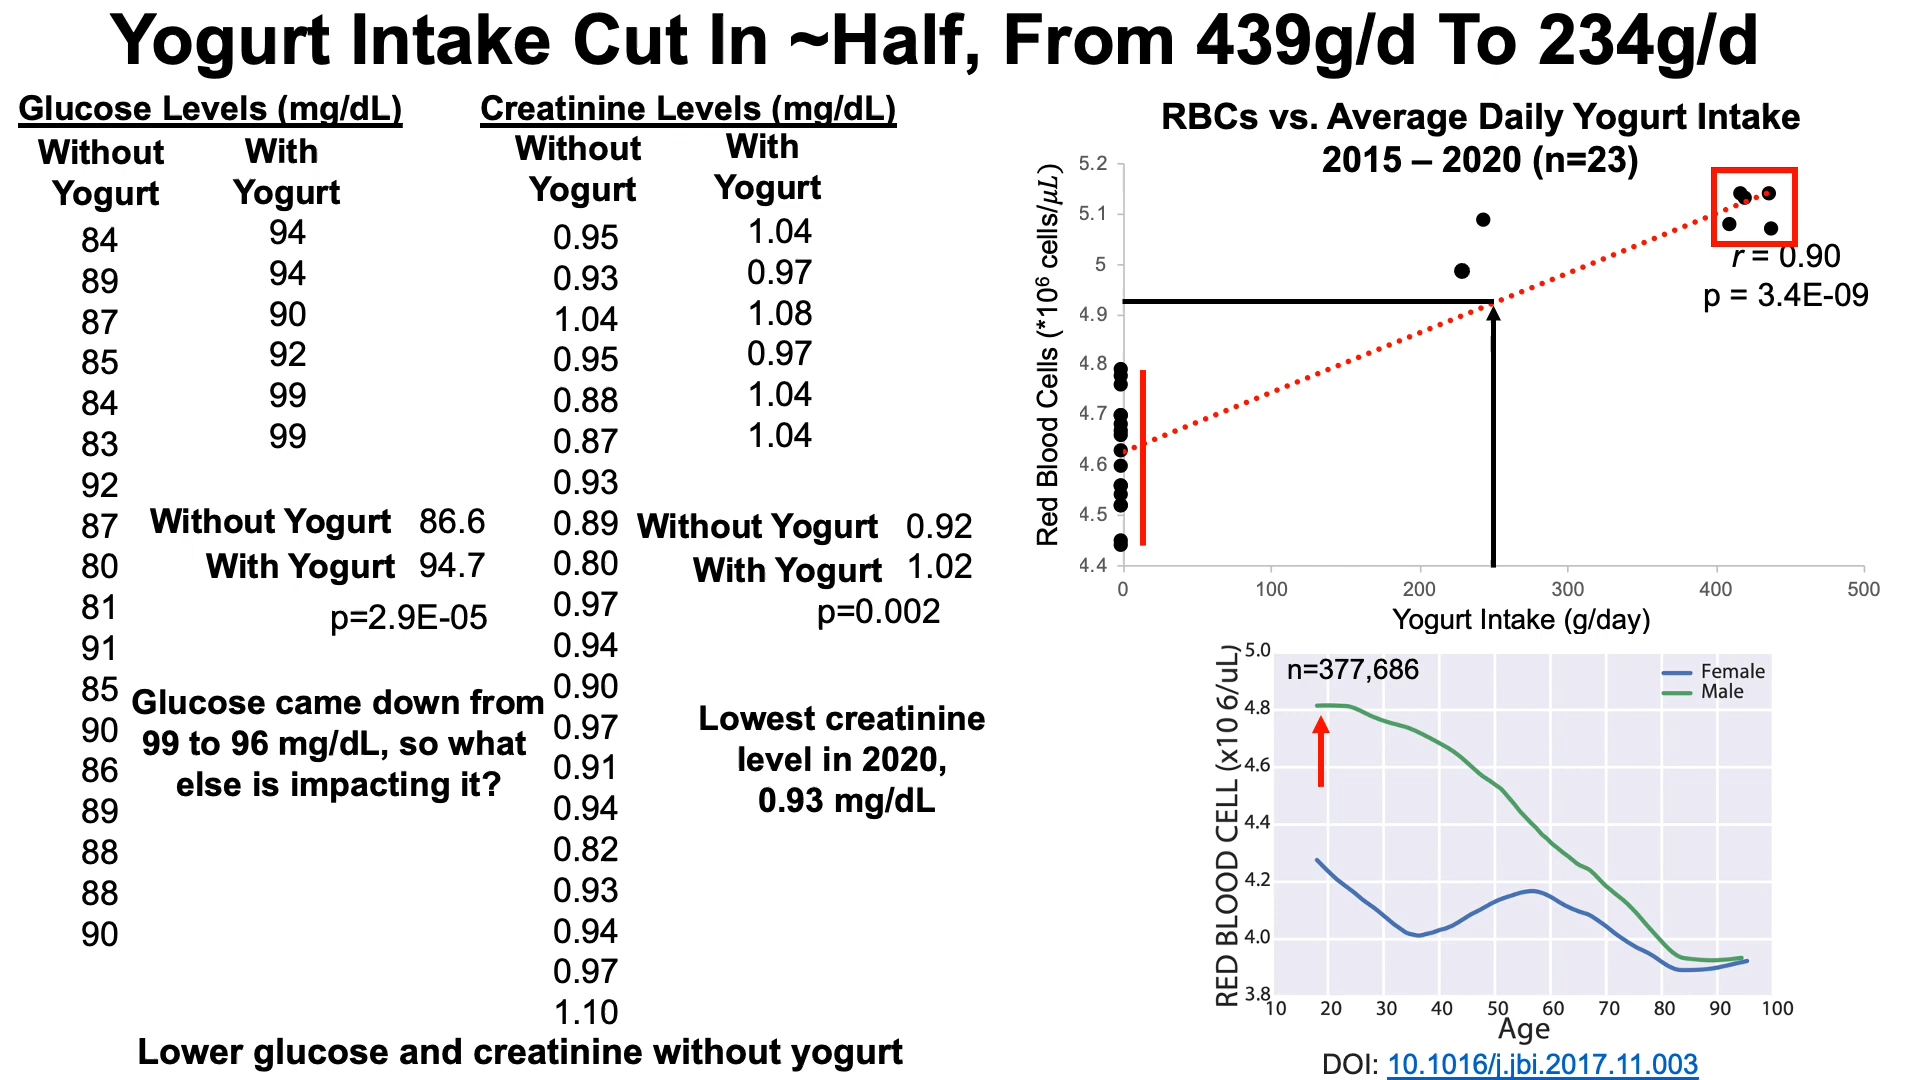 Yogurt Intake Cut In ~Half, From 439g/d To 234g/d
Glucose Levels (mg/dL)
Without Yogurt
With Yogurt
84
89
87
85
84
83
92
87
80
81
91
85
90
86
89
88
88
90
94
94
90
92
99
99
Without Yogurt 86.6
With Yogurt 94.7
p=2.9E-05
Glucose came down from
99 to 96 mg/dL, so what
else is impacting it?
Creatinine Levels (mg/dL)
Without Yogurt
With Yogurt
0.95
0.93
1.04
0.95
0.88
0.87
0.93
0.89
0.80
0.97
0.94
0.90
0.97
0.91
0.94
0.82
0.93
0.94
0.97
1.10
1.04
0.97
1.08
0.97
1.04
1.04
Without Yogurt 0.92
With Yogurt 1.02
p=0.002
Lowest creatinine
level in 2020,
0.93 mg/dL
Lower glucose and creatinine without yogurt
RBCs vs. Average Daily Yogurt Intake
2015 – 2020 (n=23)
Red Blood Cells (*10⁶ cells/μL)
5.2
5.1
5
4.9
4.8
4.7
4.6
4.5
4.4
r = 0.90
p = 3.4E-09
0 100 200 300 400 500
Yogurt Intake (g/day)
n=377,686
Female
Male
RED BLOOD CELL (x10 6/uL)
5.0
4.8
4.6
4.4
4.2
4.0
3.8
10 20 30 40 50 60 70 80 90 100
Age
DOI: 10.1016/j.jbi.2017.11.003